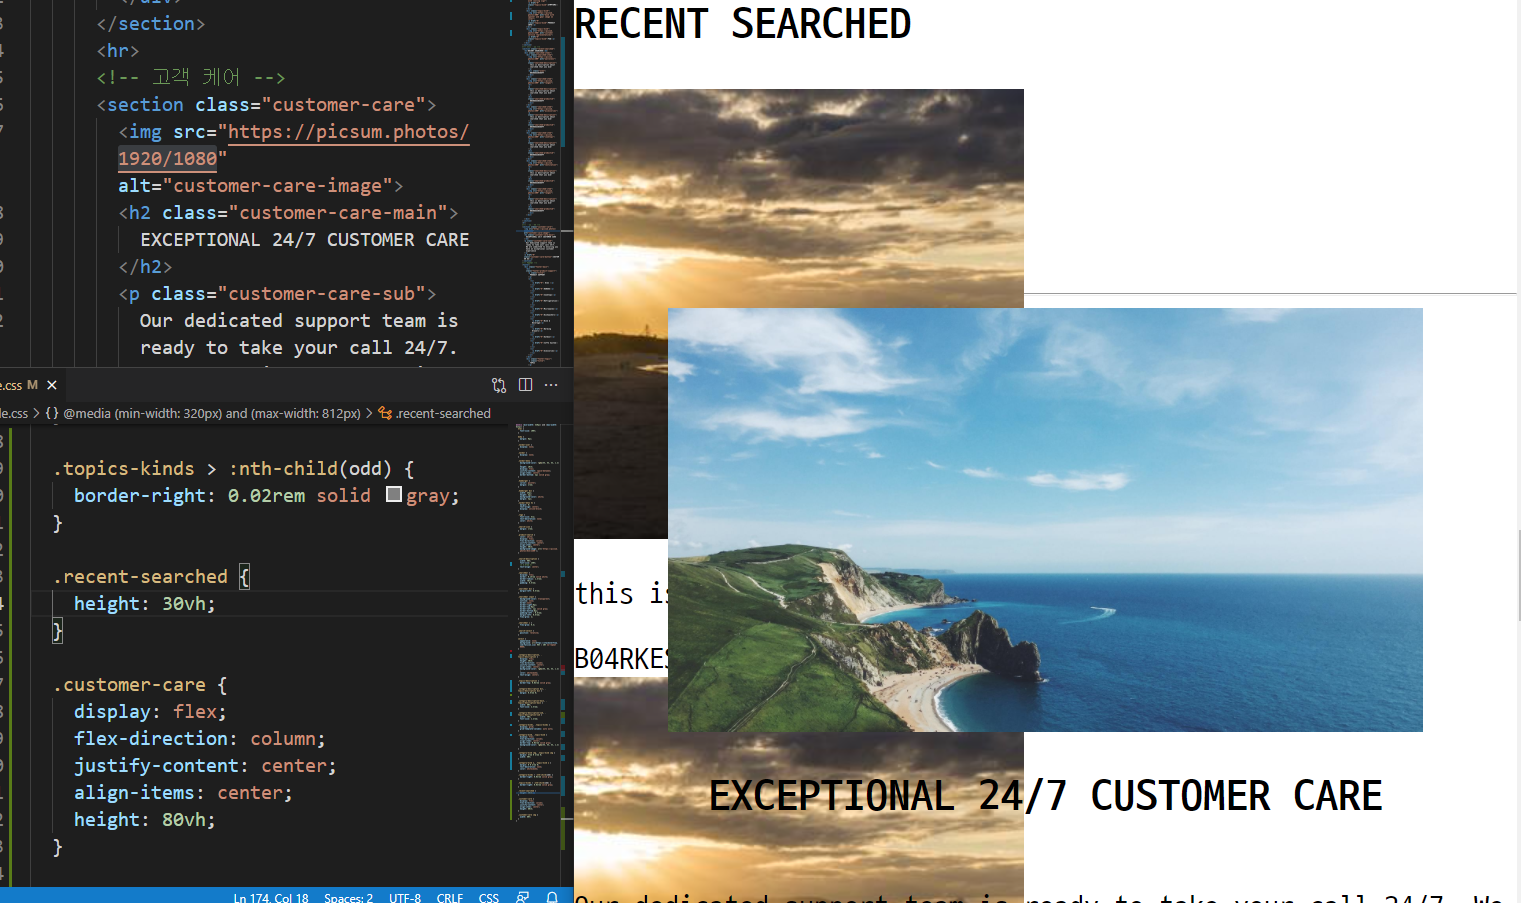 </div>
</section>
<hr>
<!-- 고객 케어 -->
<section class="customer-care">
<img src="https://picsum.photos/
1920/1080"
alt="customer-care-image">
<h2 class="customer-care-main">
EXCEPTIONAL 24/7 CUSTOMER CARE
</h2>
<p class="customer-care-sub">
Our dedicated support team is
ready to take your call 24/7.
e.css M
le.css > {} @media (min-width: 320px) and (max-width: 812px) > .recent-searched
.topics-kinds > :nth-child(odd) {
border-right: 0.02rem solid gray;
}
.recent-searched {
height: 30vh;
}
.customer-care {
display: flex;
flex-direction: column;
justify-content: center;
align-items: center;
height: 80vh;
}
Ln 174, Col 18 Spaces: 2 UTF-8 CRLF CSS
RECENT SEARCHED
this is
B04RKES
EXCEPTIONAL 24/7 CUSTOMER CARE
Our dedicated support team is ready to take your call 24/7. We